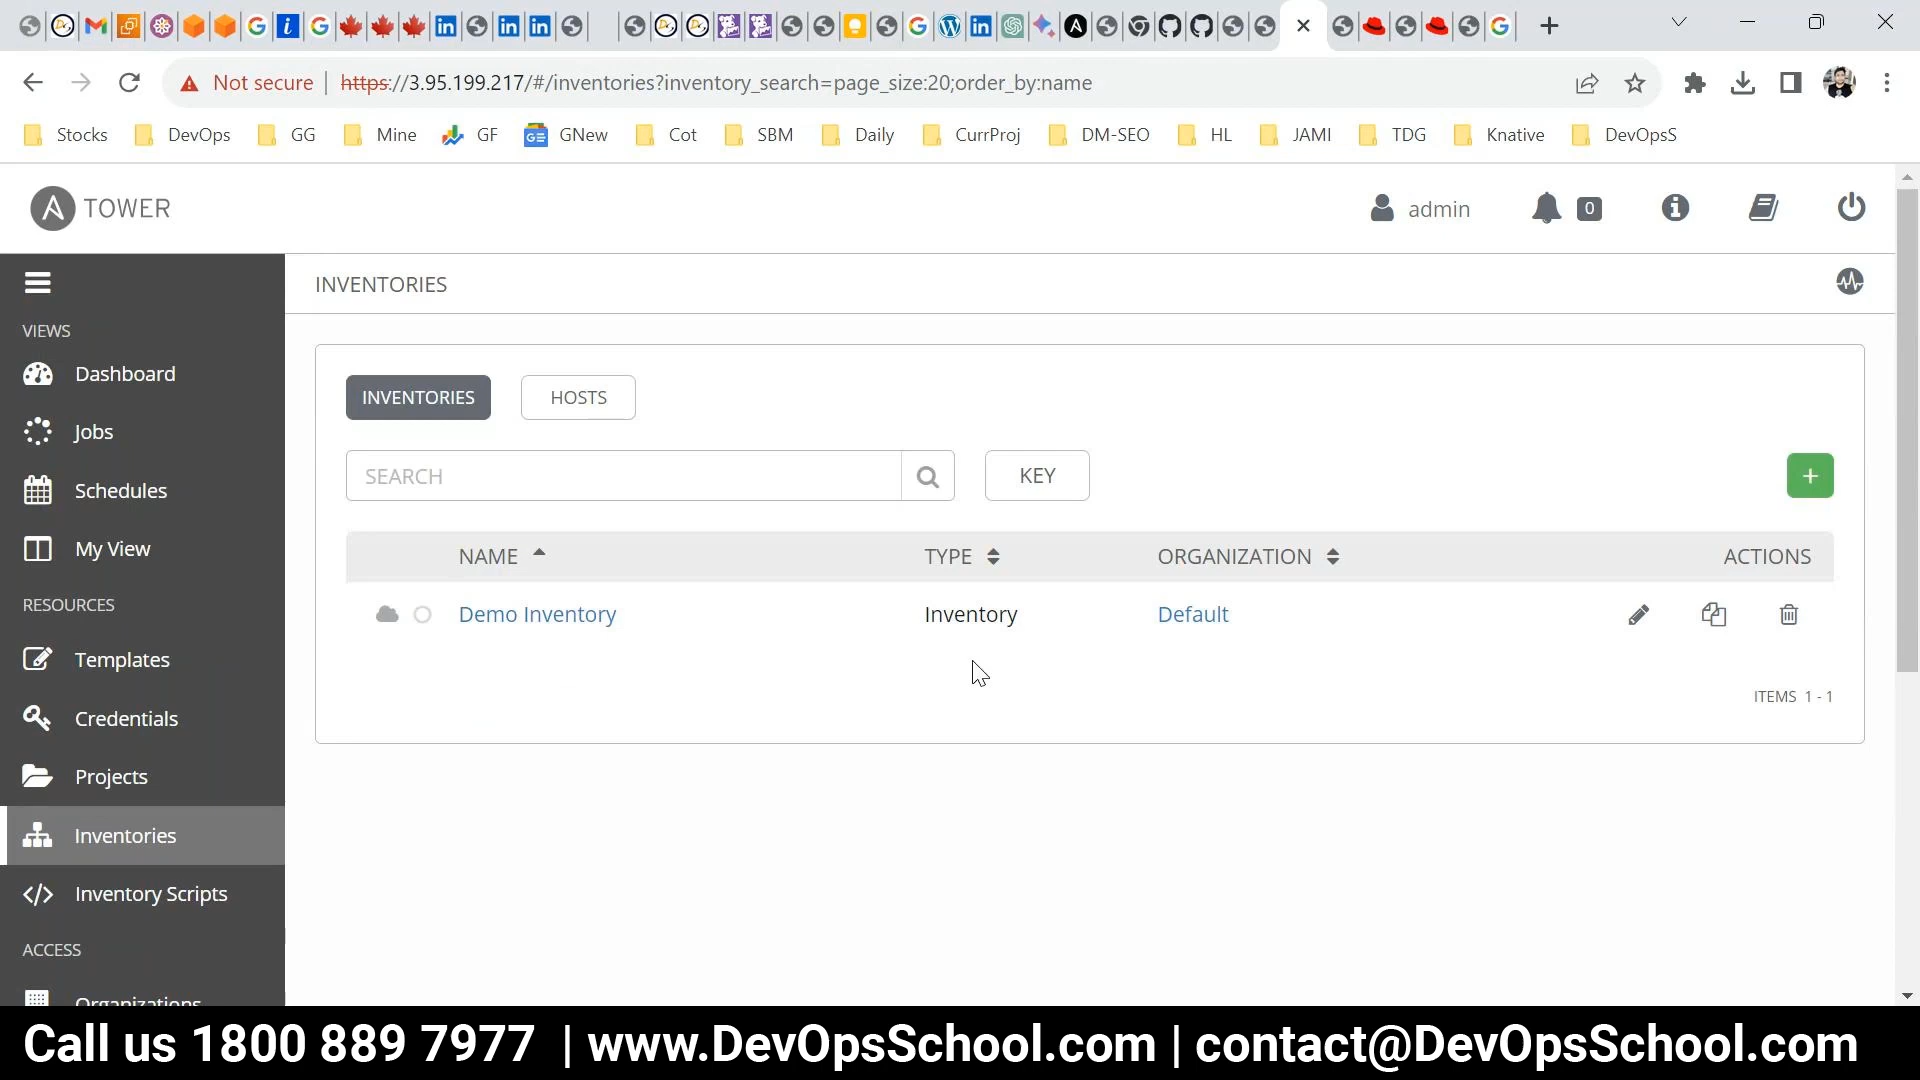 Not secure | https://3.95.199.217/#/inventories?inventory_search=page_size:20;order_by:name
Stocks DevOps GG Mine GF GNew Cot SBM Daily CurrProj DM-SEO HL JAMI TDG Knative DevOpsS
A TOWER admin 0
INVENTORIES
VIEWS
Dashboard
Jobs
Schedules
My View
RESOURCES
Templates
Credentials
Projects
Inventories
Inventory Scripts
ACCESS
Organizations
INVENTORIES HOSTS
SEARCH KEY +
NAME TYPE ORGANIZATION ACTIONS
Demo Inventory Inventory Default
ITEMS 1 - 1
Call us 1800 889 7977 | www.DevOpsSchool.com | contact@DevOpsSchool.com